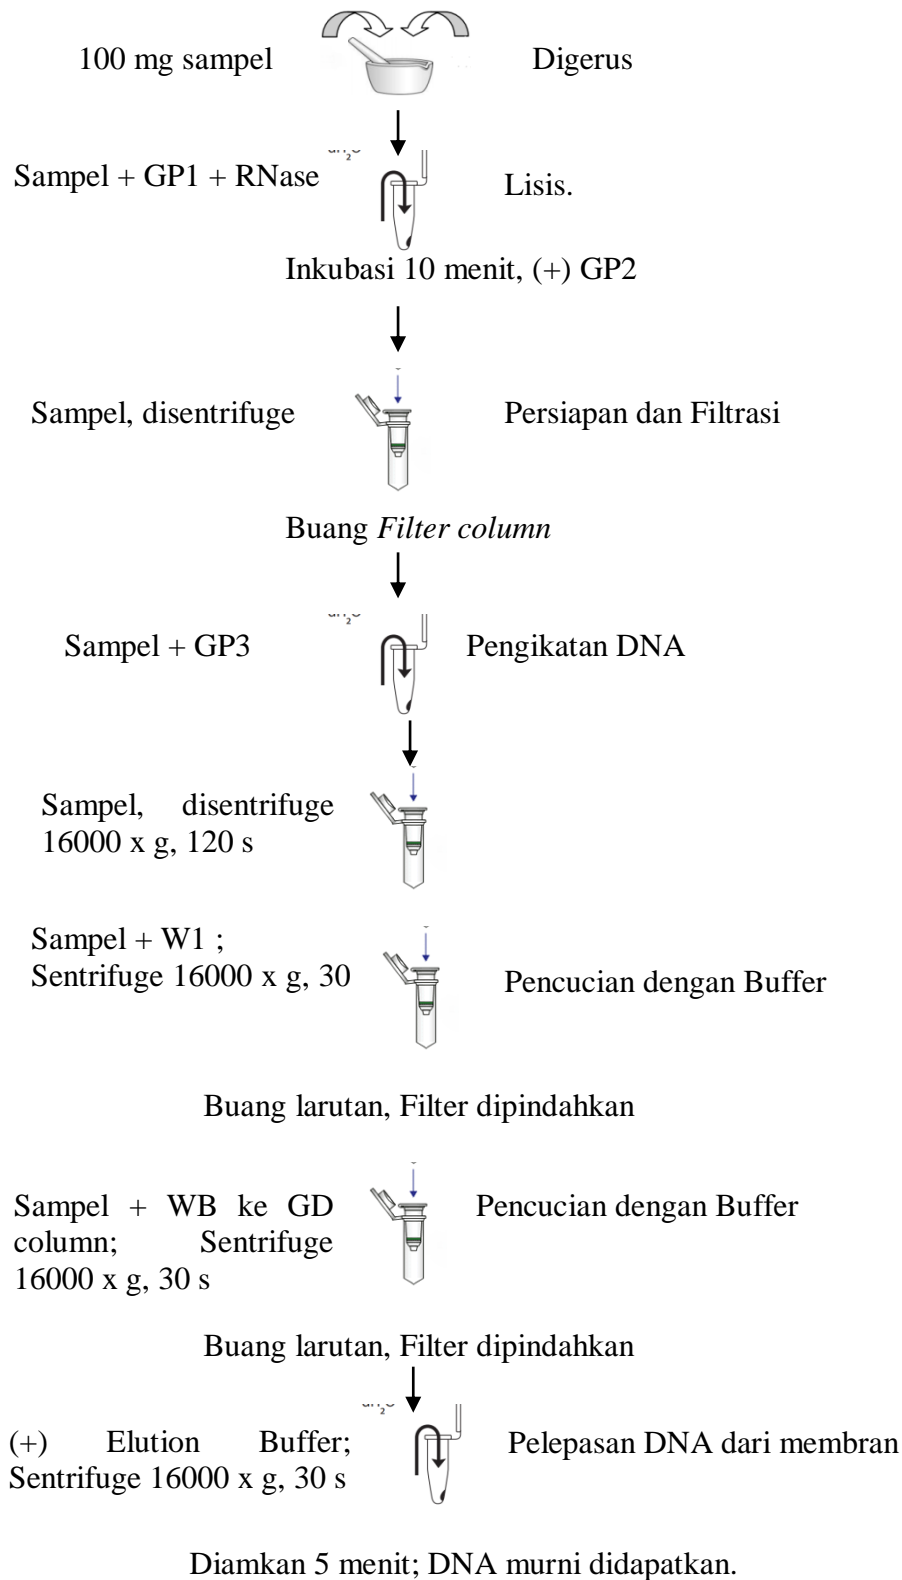 100 mg sampel
Digerus
Sampel + GP1 + RNase
Lisis.
Inkubasi 10 menit, (+) GP2
Sampel, disentrifuge
Persiapan dan Filtrasi
Buang Filter column
Sampel + GP3
Pengikatan DNA
Sampel, disentrifuge
16000 x g, 120 s
Sampel + W1 ;
Sentrifuge 16000 x g, 30
Pencucian dengan Buffer
Buang larutan, Filter dipindahkan
Sampel + WB ke GD
column; Sentrifuge
16000 x g, 30 s
Pencucian dengan Buffer
Buang larutan, Filter dipindahkan
(+) Elution Buffer;
Sentrifuge 16000 x g, 30 s
Pelepasan DNA dari membran
Diamkan 5 menit; DNA murni didapatkan.